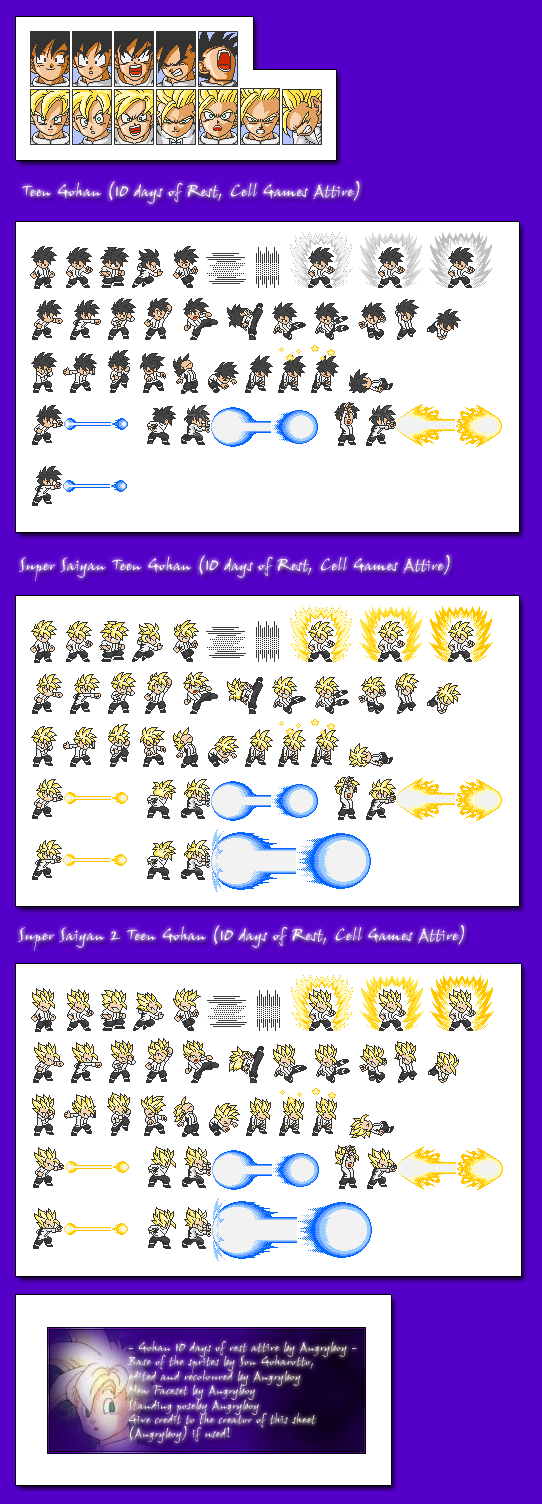 Teen Gohan (10 days of Rest, Cell Games Attire)
Super Saiyan Teen Gohan (10 days of Rest, Cell Games Attire)
Super Saiyan 2 Teen Gohan (10 days of Rest, Cell Games Attire)
- Gohan 10 days of rest attire by Angryboy -
Base of the sprites by Son Goharotto,
edited and recoloured by Angryboy
New Faceset by Angryboy
Standing poseby Angryboy
Give credit to the creator of this sheet
(Angryboy) if used!